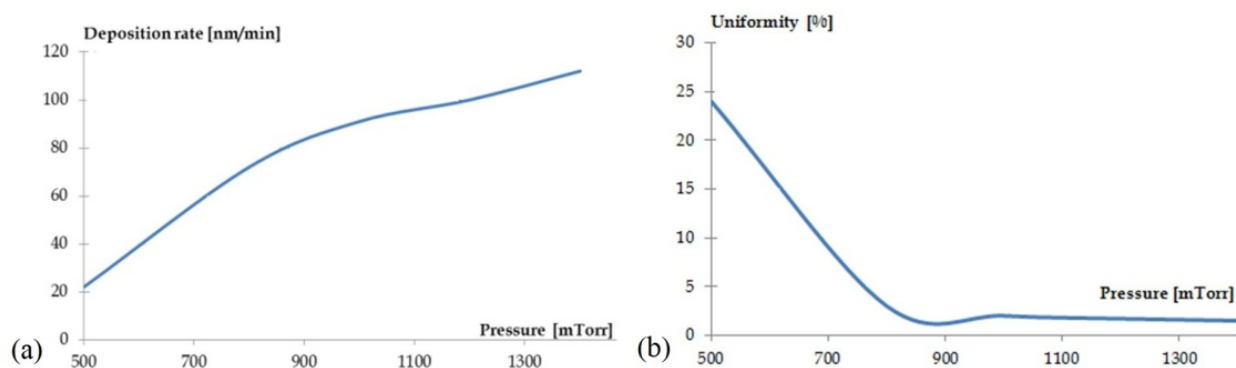 Deposition rate [nm/min]
120
100
80
60
40
20
0
Pressure [mTorr]
500 700 900 1100 1300
(a)
Uniformity [%]
30
25
20
15
10
5
0
Pressure [mTorr]
500 700 900 1100 1300
(b)